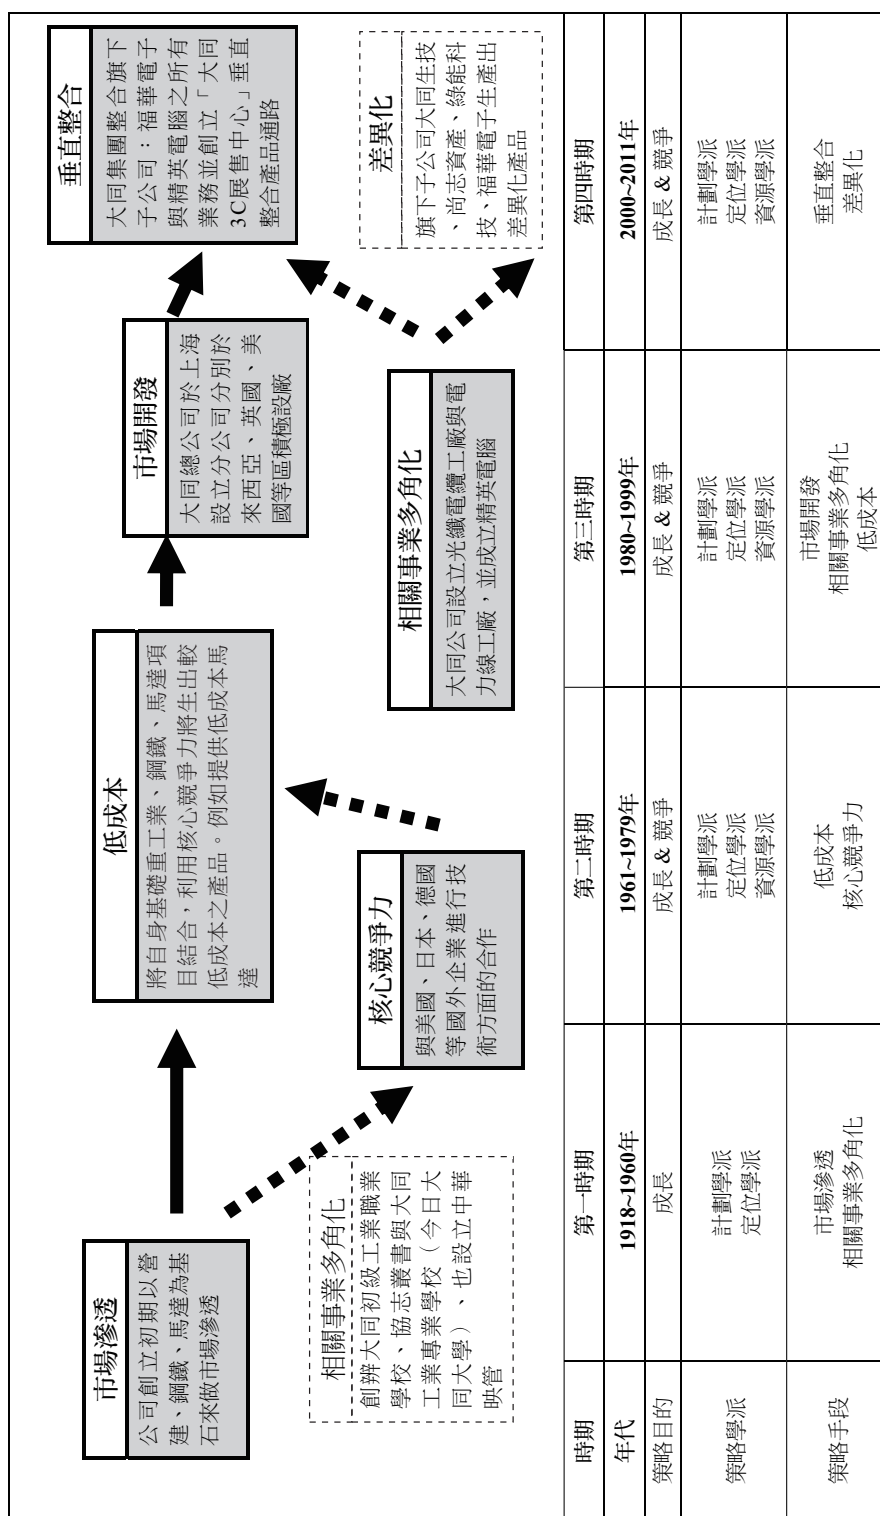 市場滲透
公司創立初期以營
建、鋼鐵、馬達為基
石來做市場滲透
相關事業多角化
創辨大同初級工業職業
學校、協志叢書與大同
工業專業學校（今日大
同大學）、也設立中華
映管
低成本
將自身基礎重工業、鋼鐵、馬達項
目結合，利用核心競爭力將生出較
低成本之產品。例如提供低成本馬
達
核心競爭力
與美國、日本、德國
等國外企業進行技
術方面的合作
市場開發
大同總公司於上海
設立分公司分別於
來西亞、英國、美
國等區積極設廠
相關事業多角化
大同公司設立光纖電纜工廠與電
力線工廠，並成立精英電腦
垂直整合
大同集團整合旗下
子公司：福華電子
與精英電腦之所有
業務並創立「大同
3C展售中心」垂直
整合產品通路
差異化
旗下子公司大同生技
、尚志資產、綠能科
技、福華電子生產出
差異化產品
時期 第一時期 第二時期 第三時期 第四時期
年代 1918~1960年 1961~1979年 1980~1999年 2000~2011年
策略目的 成長 成長 & 競爭 成長 & 競爭 成長 & 競爭
策略學派
計劃學派
定位學派
計劃學派
定位學派
資源學派
計劃學派
定位學派
資源學派
計劃學派
定位學派
資源學派
策略手段
市場滲透
相關事業多角化
低成本
核心競爭力
市場開發
相關事業多角化
低成本
垂直整合
差異化